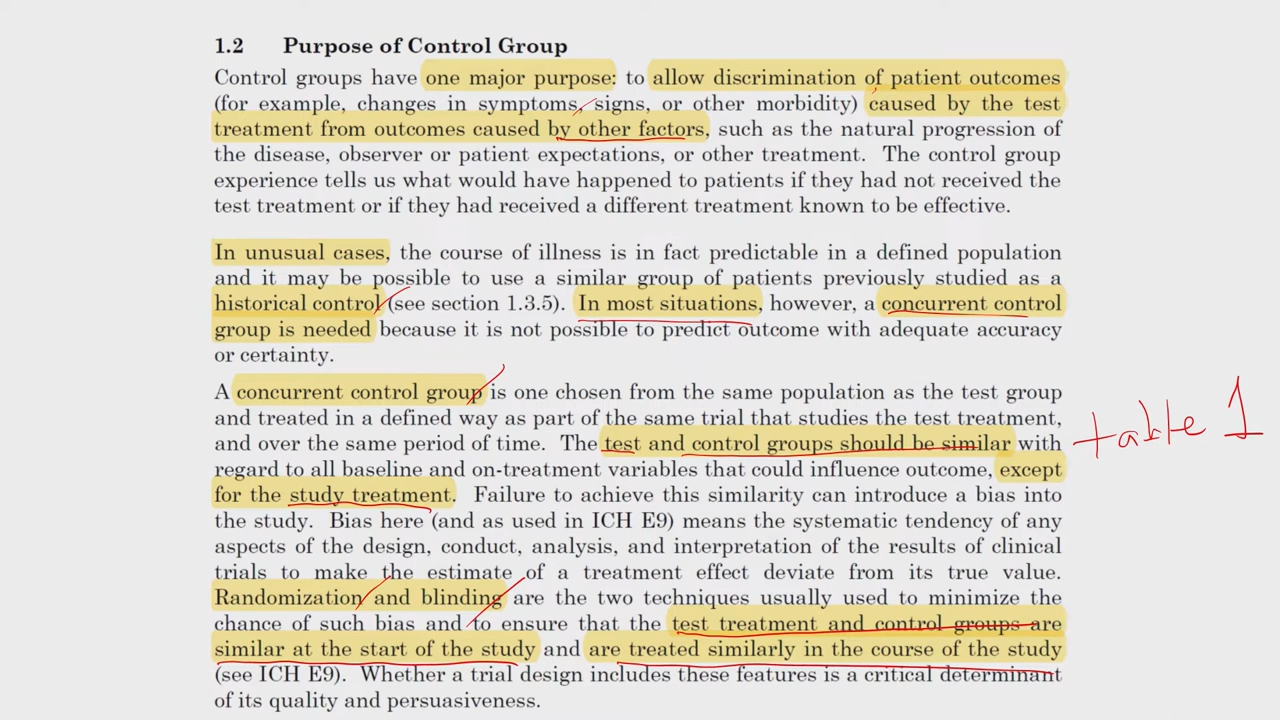 1.2 Purpose of Control Group
Control groups have one major purpose: to allow discrimination of patient outcomes
(for example, changes in symptoms, signs, or other morbidity) caused by the test
treatment from outcomes caused by other factors, such as the natural progression of
the disease, observer or patient expectations, or other treatment. The control group
experience tells us what would have happened to patients if they had not received the
test treatment or if they had received a different treatment known to be effective.
In unusual cases, the course of illness is in fact predictable in a defined population
and it may be possible to use a similar group of patients previously studied as a
historical control (see section 1.3.5). In most situations, however, a concurrent control
group is needed because it is not possible to predict outcome with adequate accuracy
or certainty.
A concurrent control group is one chosen from the same population as the test group
and treated in a defined way as part of the same trial that studies the test treatment,
and over the same period of time. The test and control groups should be similar with
regard to all baseline and on-treatment variables that could influence outcome, except
for the study treatment. Failure to achieve this similarity can introduce a bias into
the study. Bias here (and as used in ICH E9) means the systematic tendency of any
aspects of the design, conduct, analysis, and interpretation of the results of clinical
trials to make the estimate of a treatment effect deviate from its true value.
Randomization and blinding are the two techniques usually used to minimize the
chance of such bias and to ensure that the test treatment and control groups are
similar at the start of the study and are treated similarly in the course of the study
(see ICH E9). Whether a trial design includes these features is a critical determinant
of its quality and persuasiveness.
table 1